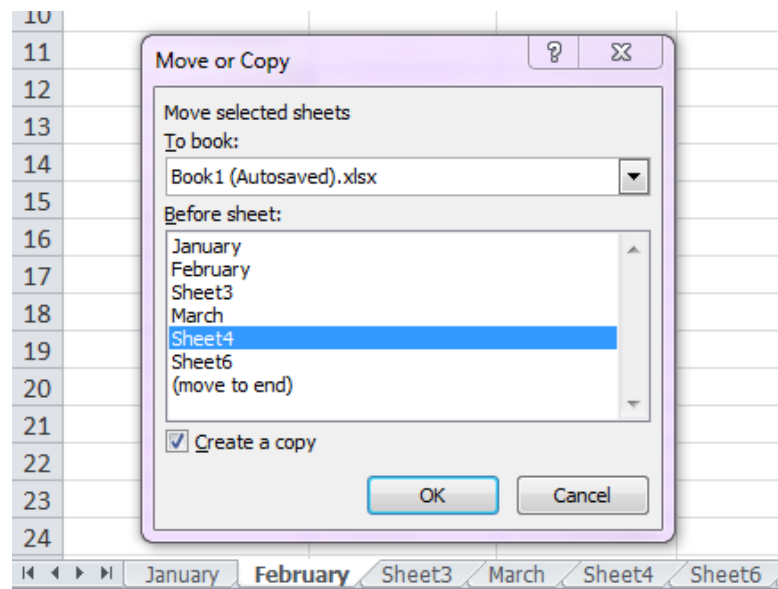 10
11
12
13
14
15
16
17
18
19
20
21
22
23
24
Move or Copy
?
Move selected sheets
To book:
Book1 (Autosaved).xlsx
Before sheet:
January
February
Sheet3
March
Sheet4
Sheet6
(move to end)
Create a copy
OK Cancel
January February Sheet3 March Sheet4 Sheet6